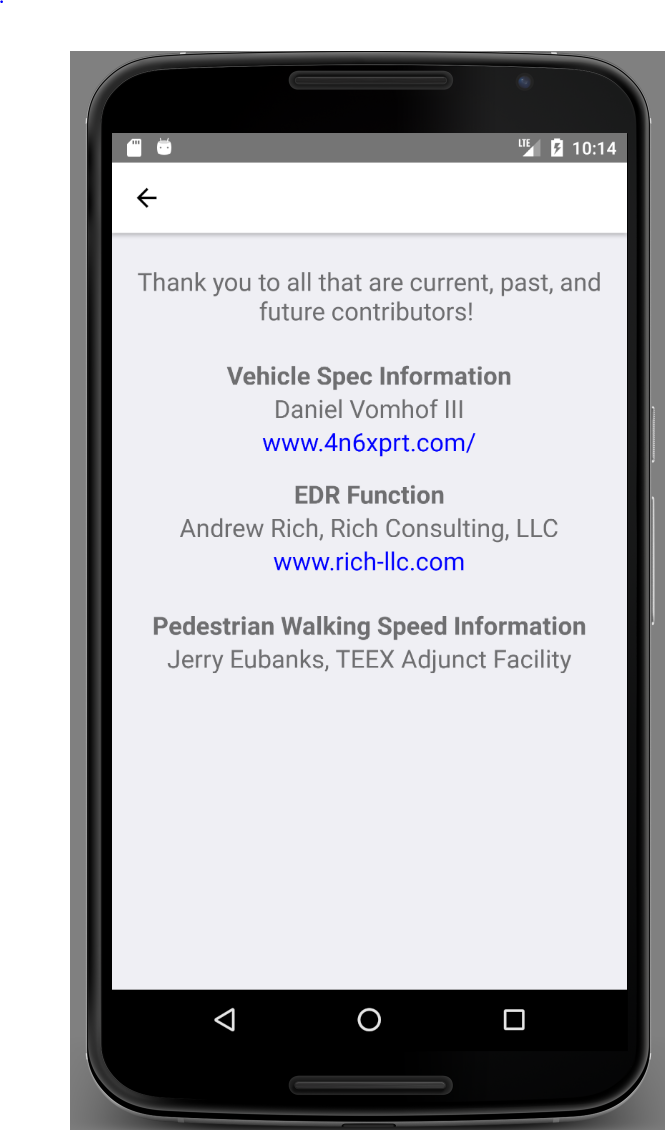 LTE 10:14
Thank you to all that are current, past, and
future contributors!
Vehicle Spec Information
Daniel Vomhof III
www.4n6xprt.com/
EDR Function
Andrew Rich, Rich Consulting, LLC
www.rich-llc.com
Pedestrian Walking Speed Information
Jerry Eubanks, TEEX Adjunct Facility